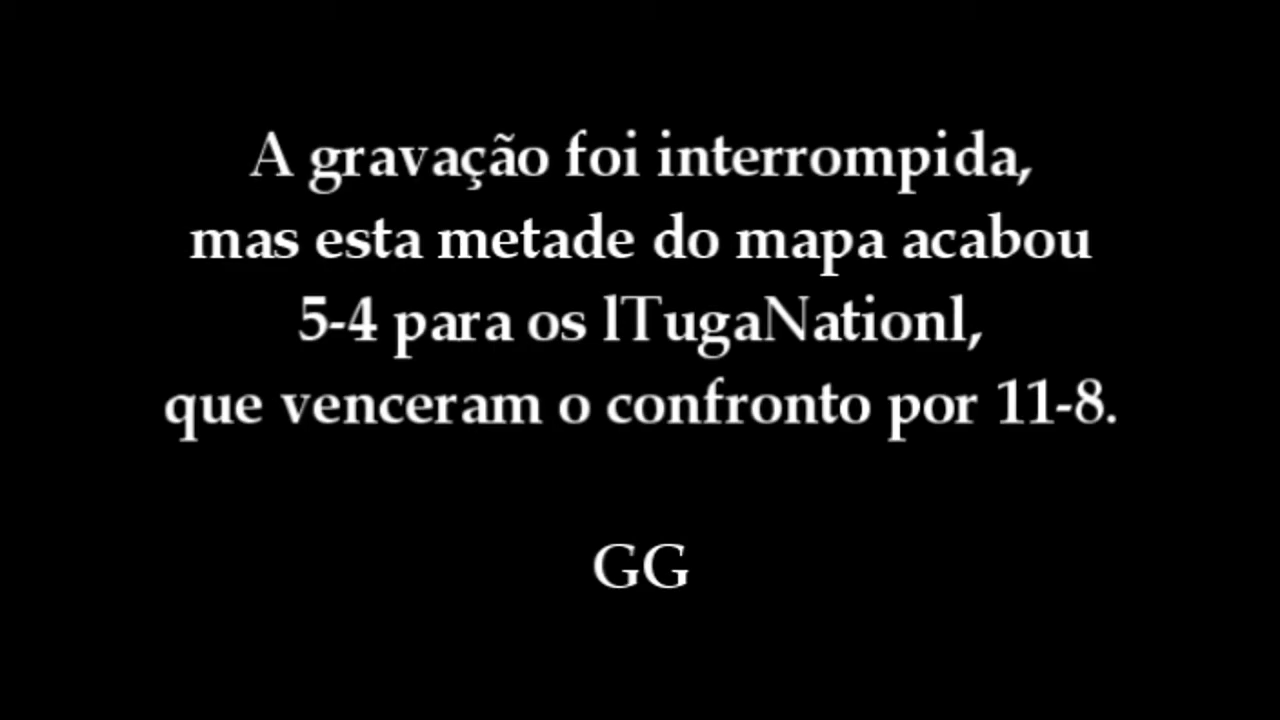 A gravação foi interrompida,
mas esta metade do mapa acabou
5-4 para os lTugaNationl,
que venceram o confronto por 11-8.
GG